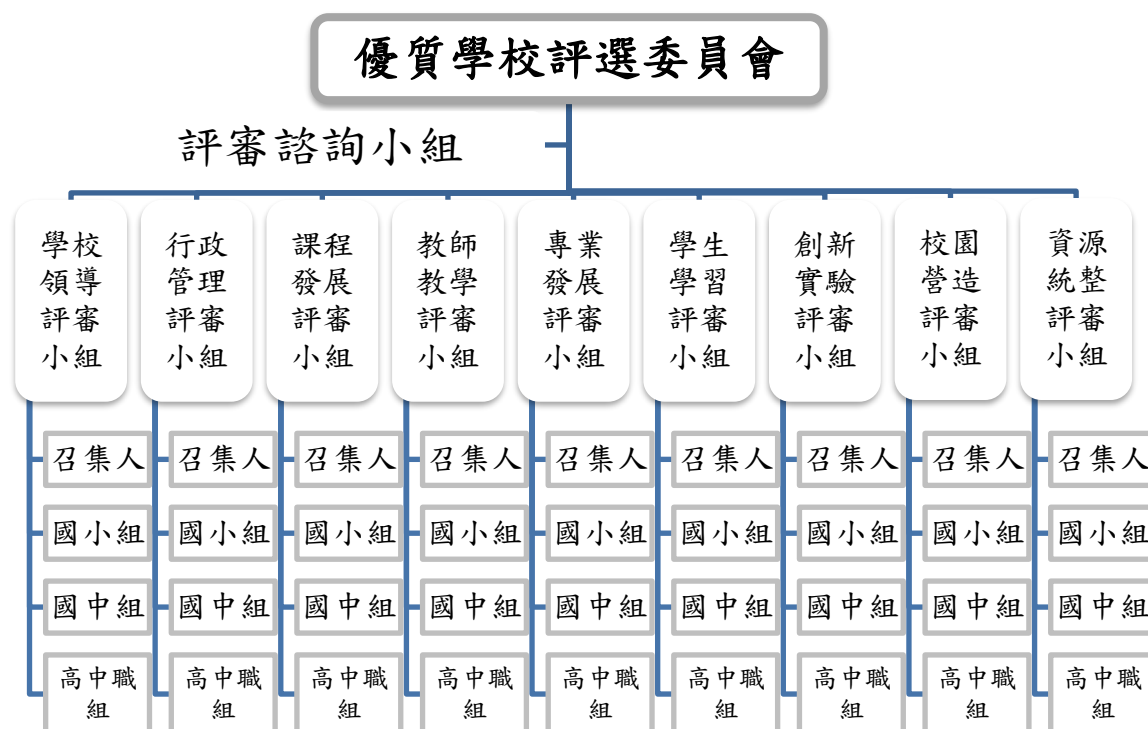 優質學校評選委員會
評審諮詢小組
學校
領導
評審
小組
行政
管理
評審
小組
課程
發展
評審
小組
教師
教學
評審
小組
專業
發展
評審
小組
學生
學習
評審
小組
創新
實驗
評審
小組
校園
營造
評審
小組
資源
統整
評審
小組
召集人 召集人 召集人 召集人 召集人 召集人 召集人 召集人 召集人
國小組 國小組 國小組 國小組 國小組 國小組 國小組 國小組 國小組
國中組 國中組 國中組 國中組 國中組 國中組 國中組 國中組 國中組
高中職 高中職 高中職 高中職 高中職 高中職 高中職 高中職 高中職
組 組 組 組 組 組 組 組 組